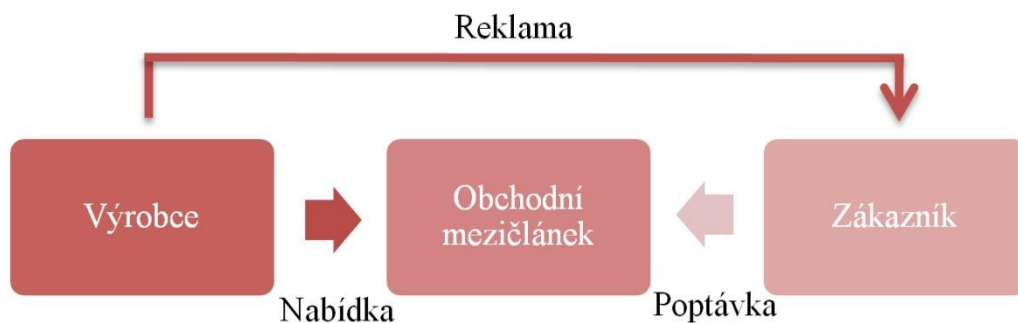 Reklama
Výrobce
Obchodní
mezičlánek
Zákazník
Nabídka
Poptávka